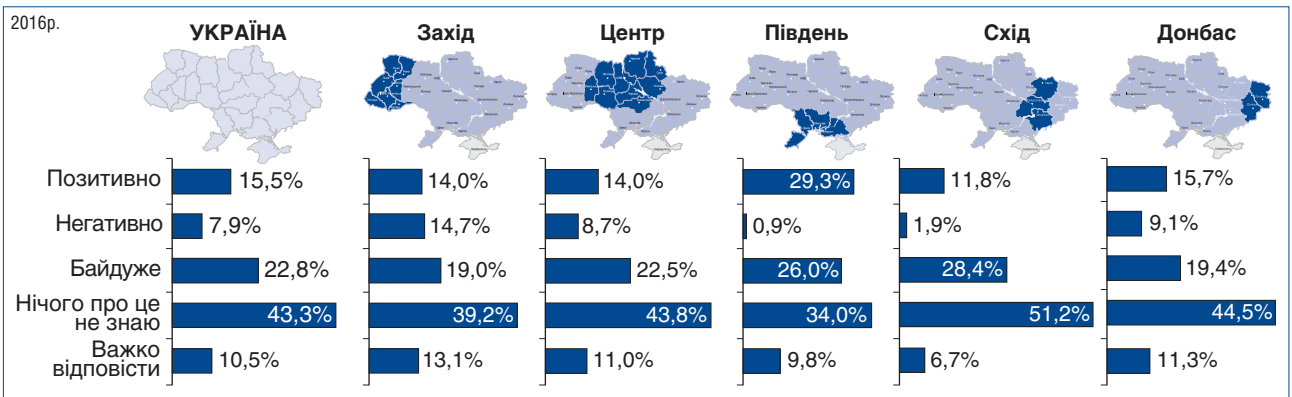 2016р.
УКРАЇНА Захід Центр Південь Схід Донбас
Позитивно 15,5% 14,0% 14,0% 29,3% 11,8% 15,7%
Негативно 7,9% 14,7% 8,7% 0,9% 1,9% 9,1%
Байдуже 22,8% 19,0% 22,5% 26,0% 28,4% 19,4%
Нічого про це
не знаю 43,3% 39,2% 43,8% 34,0% 51,2% 44,5%
Важко
відповісти 10,5% 13,1% 11,0% 9,8% 6,7% 11,3%